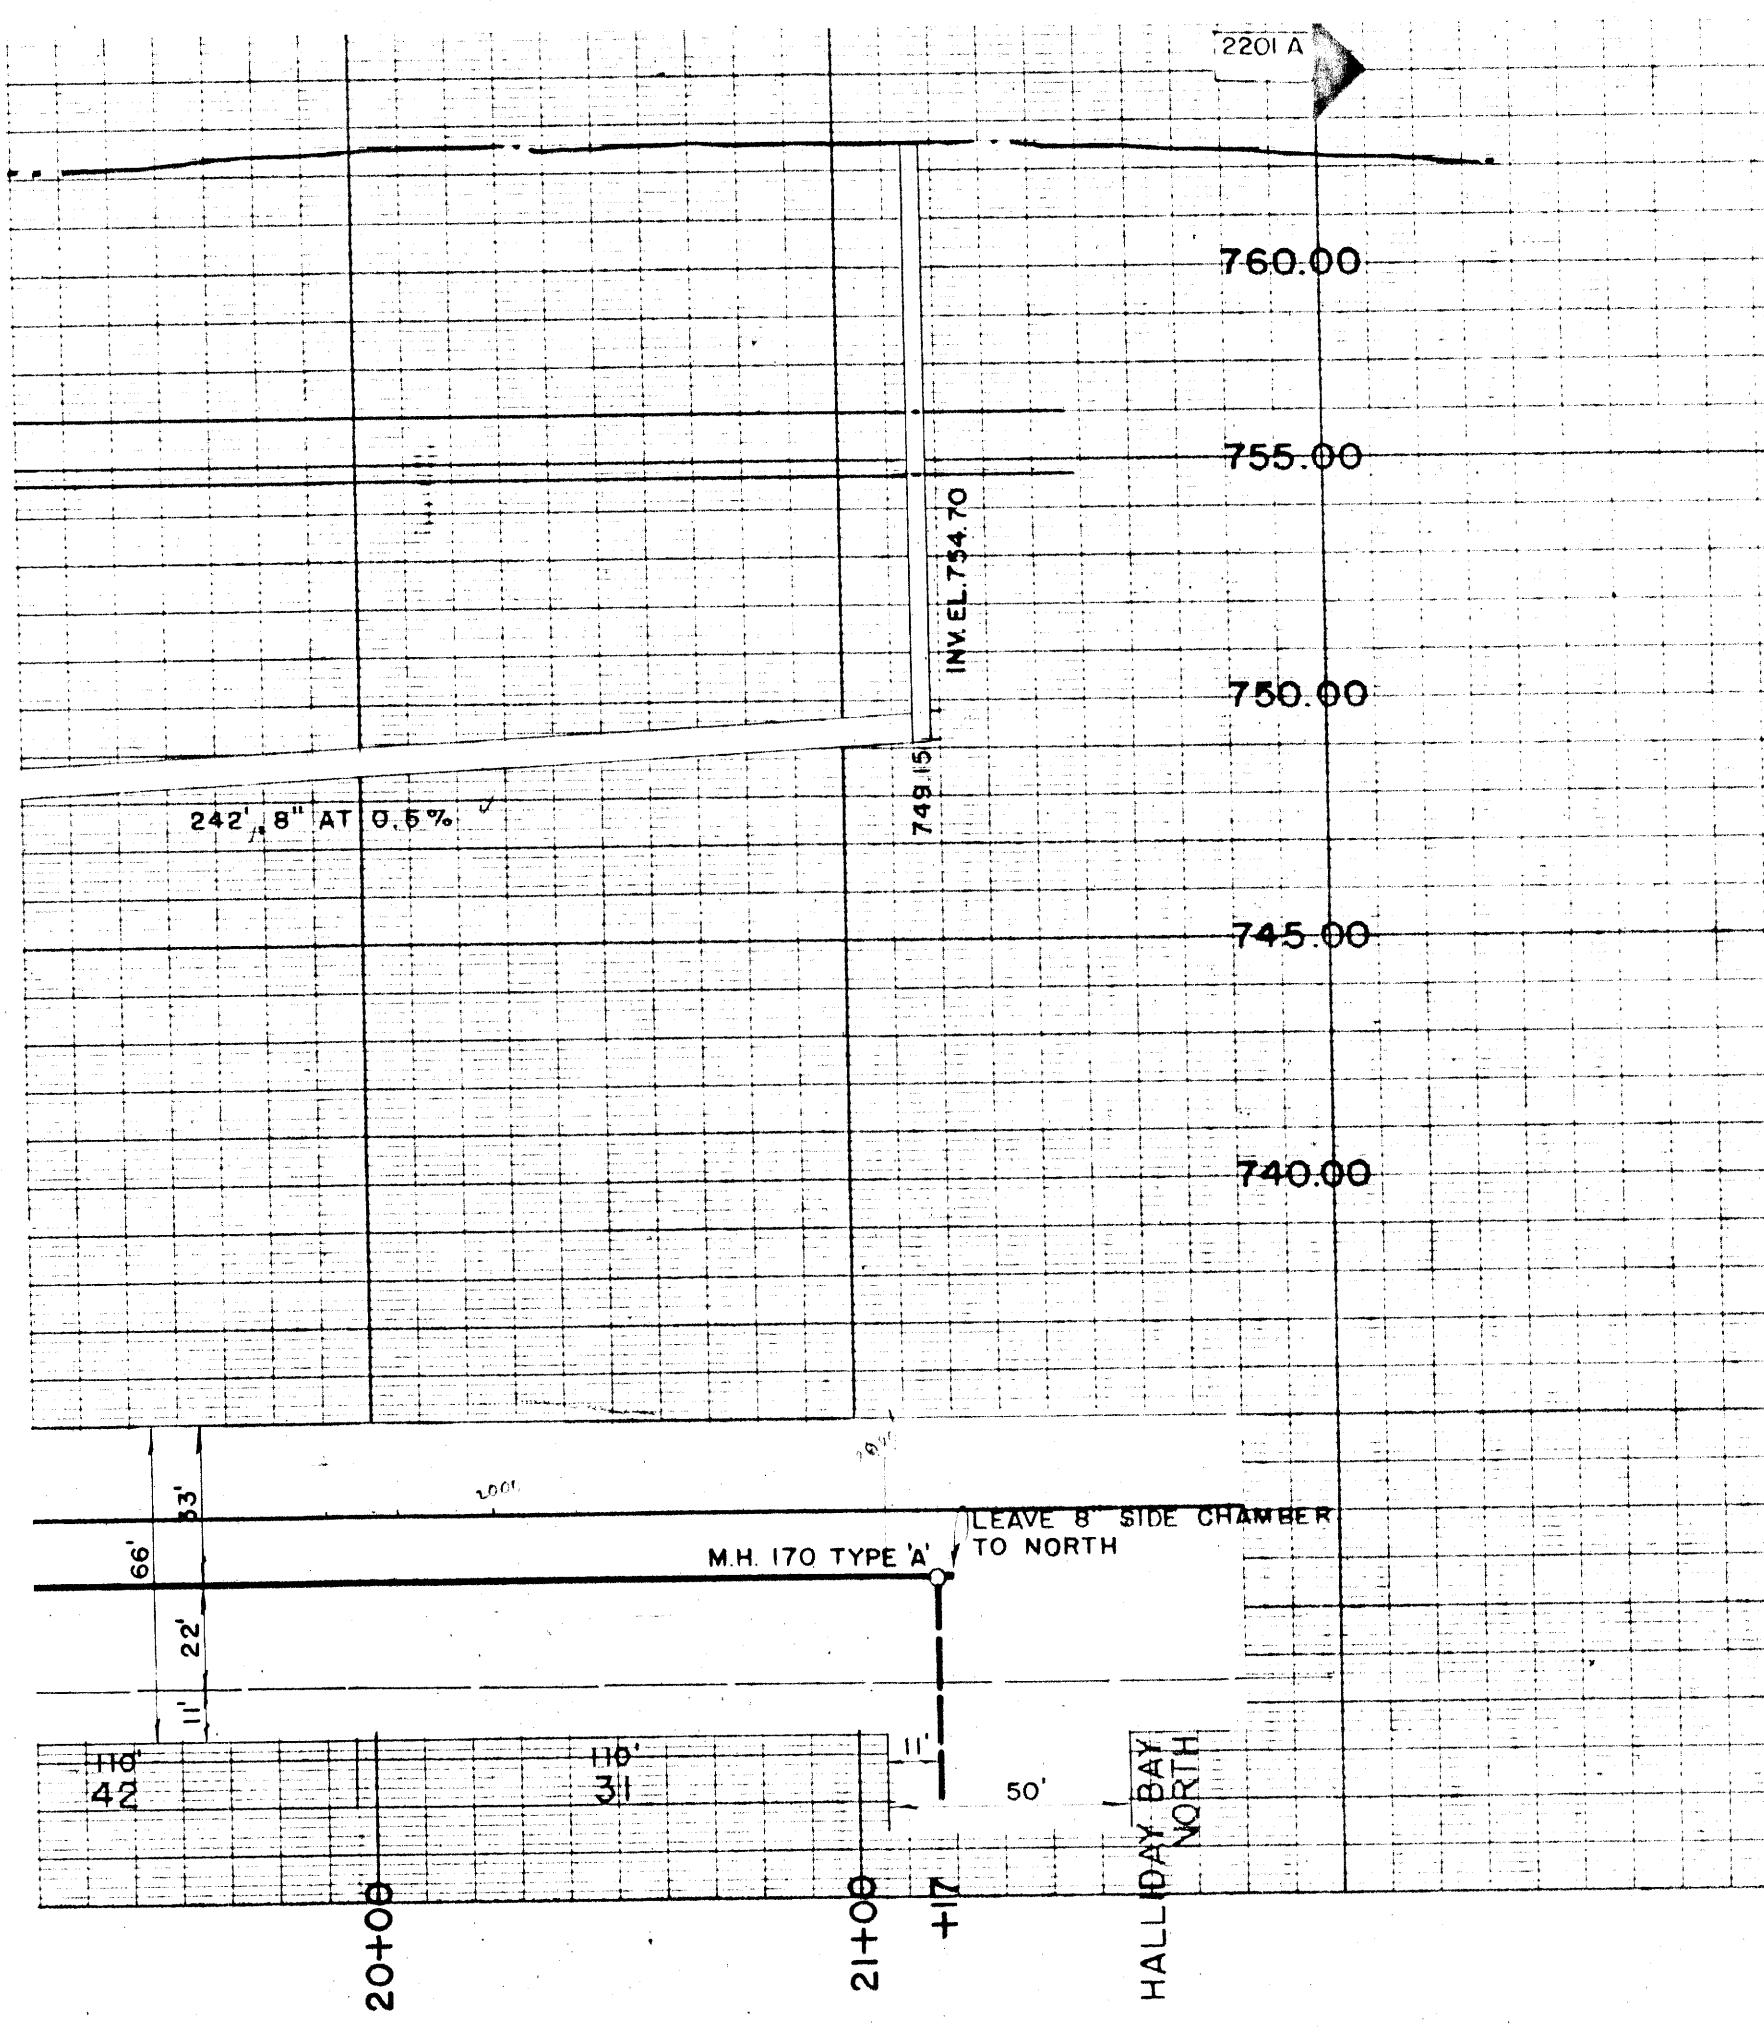 2201 A
760.00
755.00
INV. EL. 754.70
750.00
749.15
242', 8" AT 0.5%
745.00
740.00
2001
33'
66'
22'
11'
LEAVE 8" SIDE CHAMBER
TO NORTH
M.H. 170 TYPE 'A'
110'
42
110'
31
11'
50'
HALLIDAY BAY
NORTH
20+00
21+00
+17